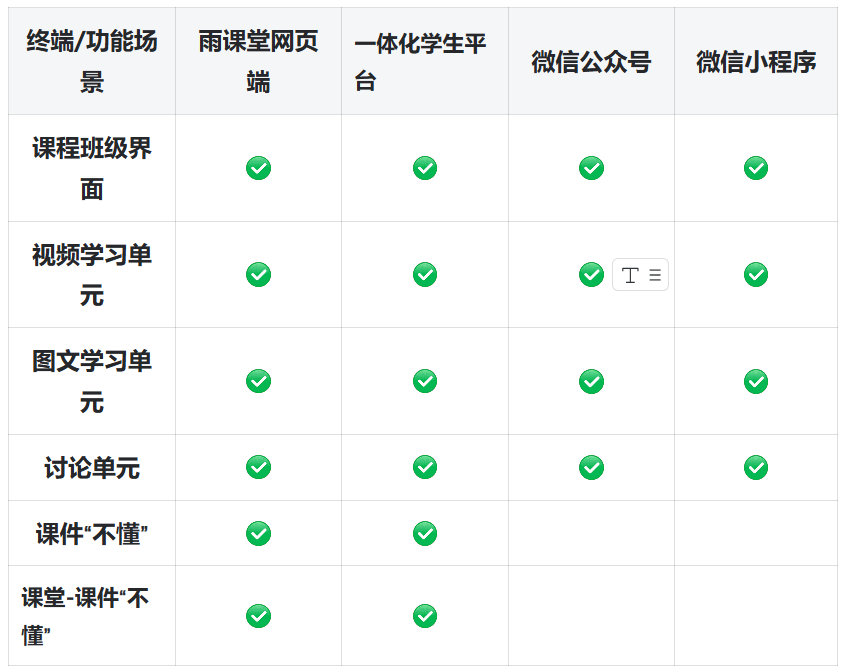 终端/功能场
景
雨课堂网页
端
一体化学生平
台
微信公众号
微信小程序
课程班级界
面
视频学习单
元
图文学习单
元
讨论单元
课件“不懂”
课堂-课件“不
懂”